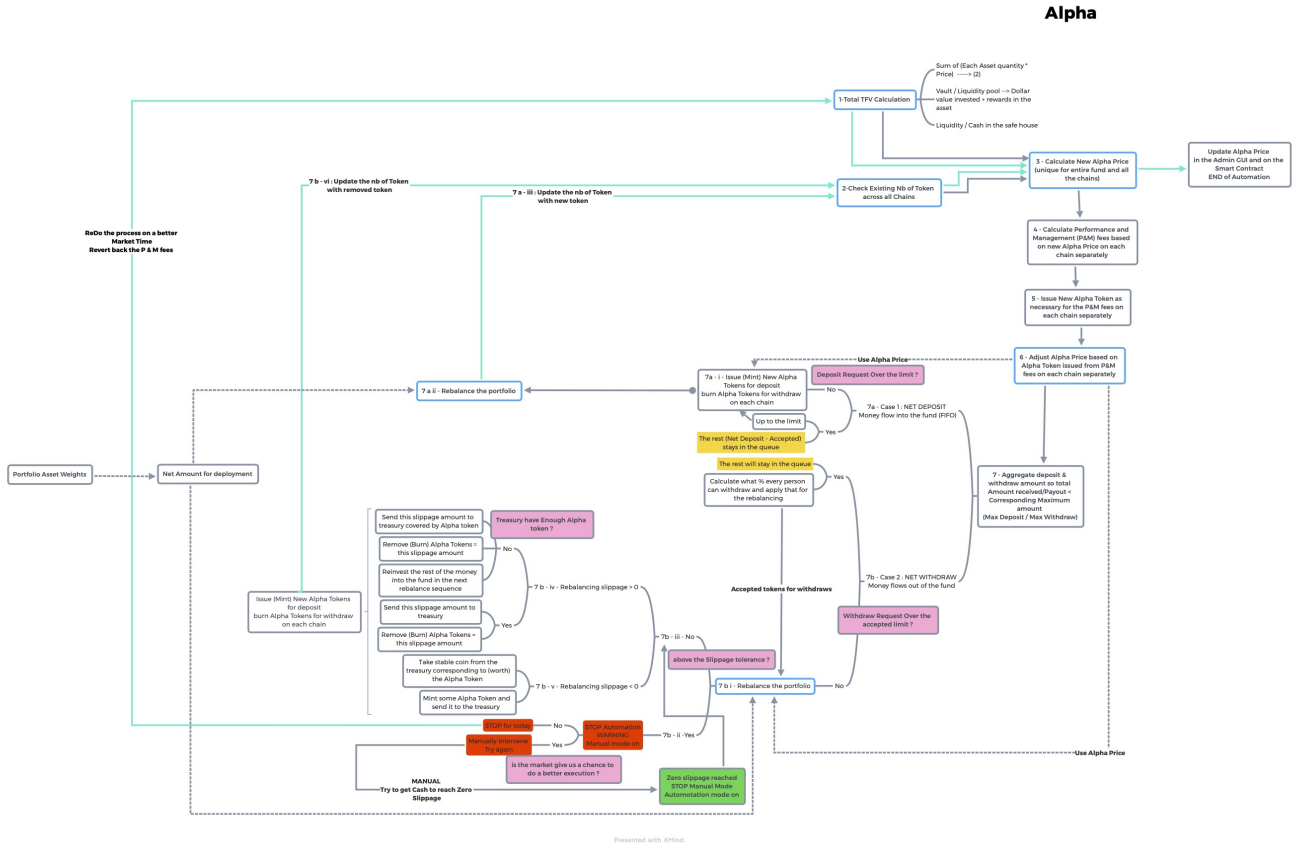 Alpha
Sum of (Each Asset quantity *
Price) -----> (2)
1-Total TFV Calculation
Vault / Liquidity pool --> Dollar
value invested + rewards in the
asset
Liquidity / Cash in the safe house
Update Alpha Price
in the Admin GUI and on the
Smart Contract
END of Automation
3 - Calculate New Alpha Price
(unique for entire fund and all
the chains)
7 b - vi : Update the nb of Token
with removed token
7 a - iii : Update the nb of Token
with new token
2-Check Existing Nb of Token
across all Chains
ReDo the process on a better
Market Time
Revert back the P & M fees
4 - Calculate Performance and
Management (P&M) fees based
on new Alpha Price on each
chain separately
5 - Issue New Alpha Token as
necessary for the P&M fees on
each chain separately
Use Alpha Price
6 - Adjust Alpha Price based on
Alpha Token issued from P&M
fees on each chain separately
7 a ii - Rebalance the portfolio
7a - i - Issue (Mint) New Alpha
Tokens for deposit
burn Alpha Tokens for withdraw
on each chain
Deposit Request Over the limit ?
No
7a - Case 1 : NET DEPOSIT
Money flow into the fund (FIFO)
Up to the limit
Yes
The rest (Net Deposit - Accepted)
stays in the queue
The rest will stay in the queue
Yes
Calculate what % every person
can withdraw and apply that for
the rebalancing
Portfolio Asset Weights
Net Amount for deployment
7 - Aggregate deposit &
withdraw amount so total
Amount received/Payout <
Corresponding Maximum
amount
(Max Deposit / Max Withdraw)
Send this slippage amount to
treasury covered by Alpha token
Treasury have Enough Alpha
token ?
Remove (Burn) Alpha Tokens =
this slippage amount
No
Reinvest the rest of the money
into the fund in the next
rebalance sequence
7 b - iv - Rebalancing slippage > 0
Accepted tokens for withdraws
7b - Case 2 : NET WITHDRAW
Money flows out of the fund
Issue (Mint) New Alpha Tokens
for deposit
burn Alpha Tokens for withdraw
on each chain
Send this slippage amount to
treasury
Yes
Remove (Burn) Alpha Tokens =
this slippage amount
Withdraw Request Over the
accepted limit ?
7b - iii - No
above the Slippage tolerance ?
Take stable coin from the
treasury corresponding to (worth)
the Alpha Token
7 b - v - Rebalancing slippage < 0
Mint some Alpha Token and
send it to the treasury
7 b i - Rebalance the portfolio
No
STOP for today
No
STOP Automation
WARNING
Manual mode on
7b - ii -Yes
Manually Intervene
Try again
Yes
Use Alpha Price
is the market give us a chance to
do a better execution ?
MANUAL
Try to get Cash to reach Zero
Slippage
Zero slippage reached
STOP Manual Mode
Automotation mode on
Presented with XMind